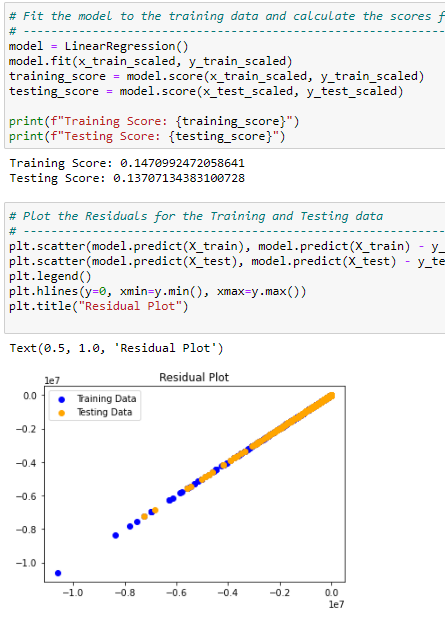 # Fit the model to the training data and calculate the scores f
# ------------------------------------------------------------
model = LinearRegression()
model.fit(x_train_scaled, y_train_scaled)
training_score = model.score(x_train_scaled, y_train_scaled)
testing_score = model.score(x_test_scaled, y_test_scaled)
print(f"Training Score: {training_score}")
print(f"Testing Score: {testing_score}")
Training Score: 0.1470992472058641
Testing Score: 0.13707134383100728
# Plot the Residuals for the Training and Testing data
# ------------------------------------------------------------
plt.scatter(model.predict(X_train), model.predict(X_train) - y_
plt.scatter(model.predict(X_test), model.predict(X_test) - y_te
plt.legend()
plt.hlines(y=0, xmin=y.min(), xmax=y.max())
plt.title("Residual Plot")
Text(0.5, 1.0, 'Residual Plot')
1e7
Residual Plot
0.0
Training Data
Testing Data
−0.2
−0.4
−0.6
−0.8
−1.0
−1.0 −0.8 −0.6 −0.4 −0.2 0.0
1e7